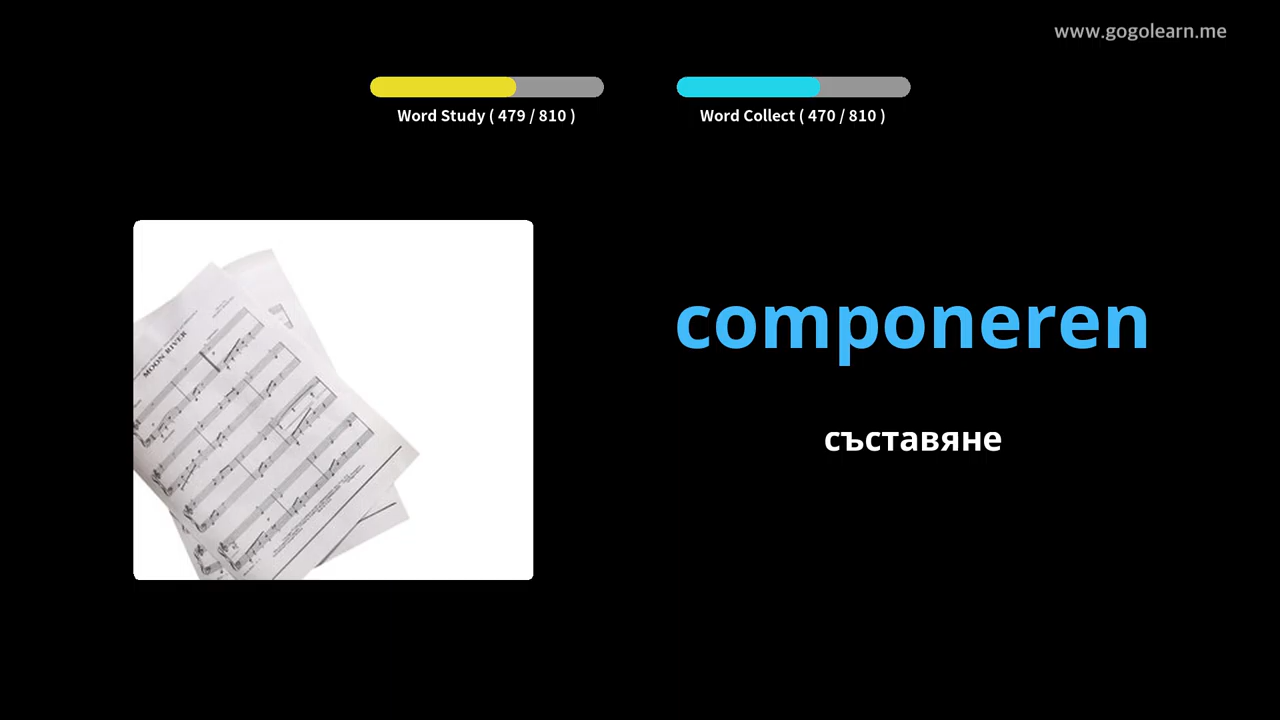 www.gogolearn.me
Word Study ( 479 / 810 )
Word Collect ( 470 / 810 )
MOON RIVER
componeren
съставяне